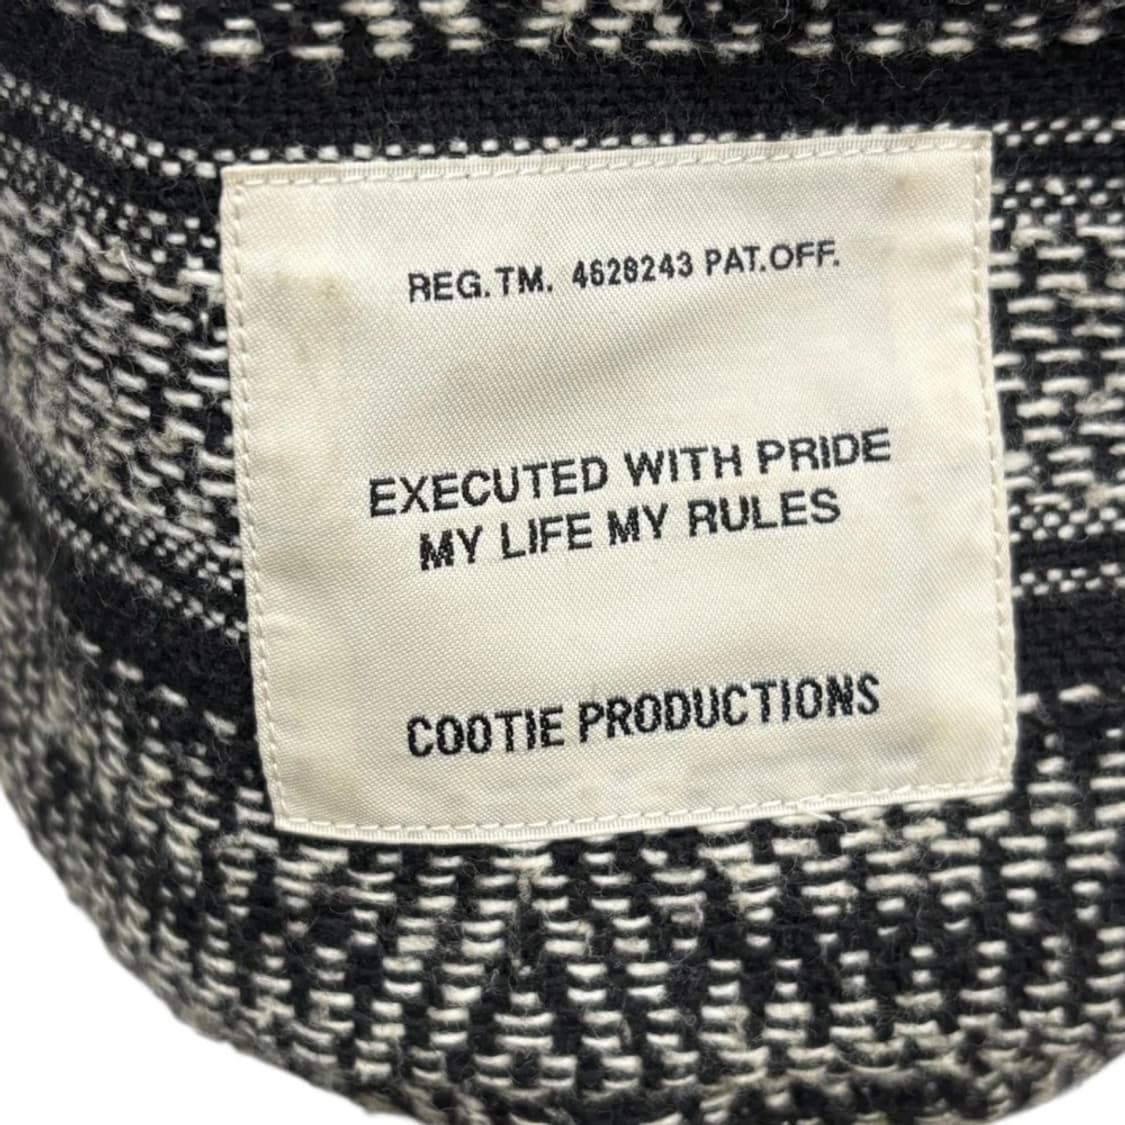 REG.TM. 4628243 PAT.OFF.
EXECUTED WITH PRIDE
MY LIFE MY RULES
COOTIE PRODUCTIONS